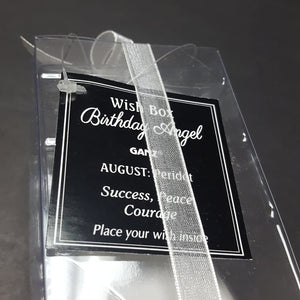 Wish Box
Birthday Angel
GANZ
AUGUST: Peridot
Success, Peace
Courage
Place your wish inside